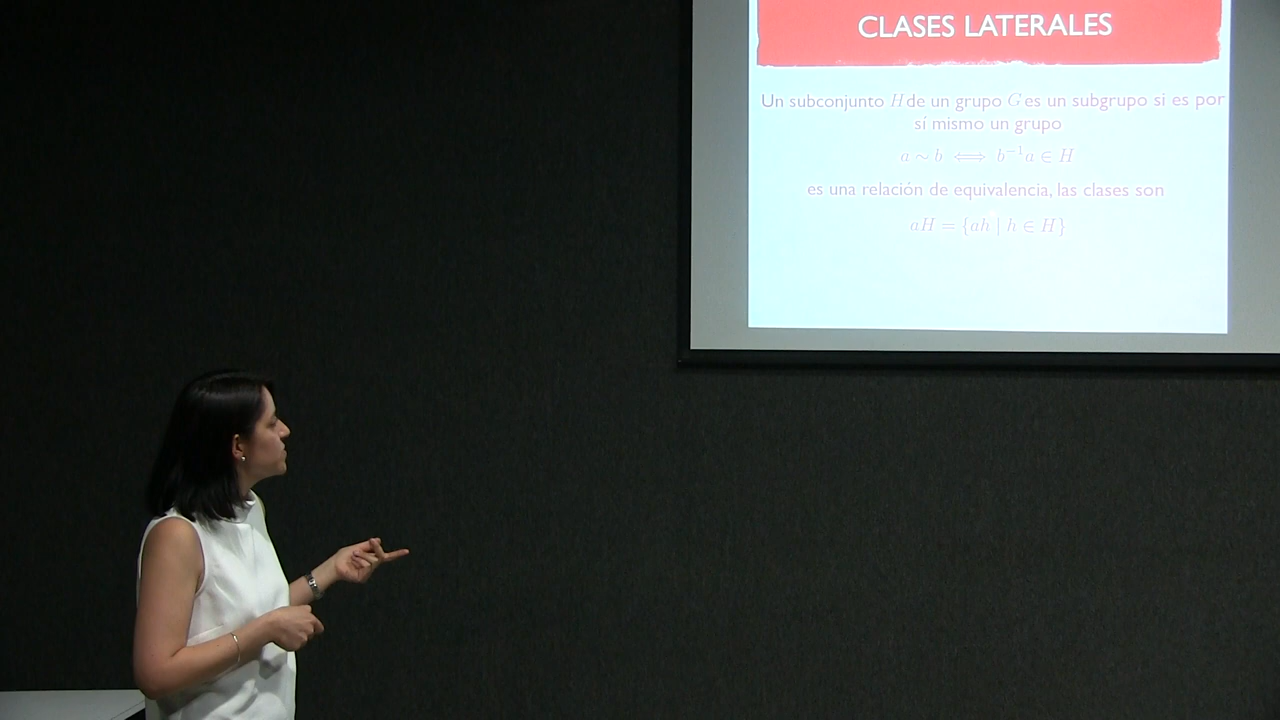 CLASES LATERALES
Un subconjunto H de un grupo G es un subgrupo si es por
sí mismo un grupo
a ∼ b ⟺ b⁻¹a ∈ H
es una relación de equivalencia, las clases son
aH = {ah | h ∈ H}